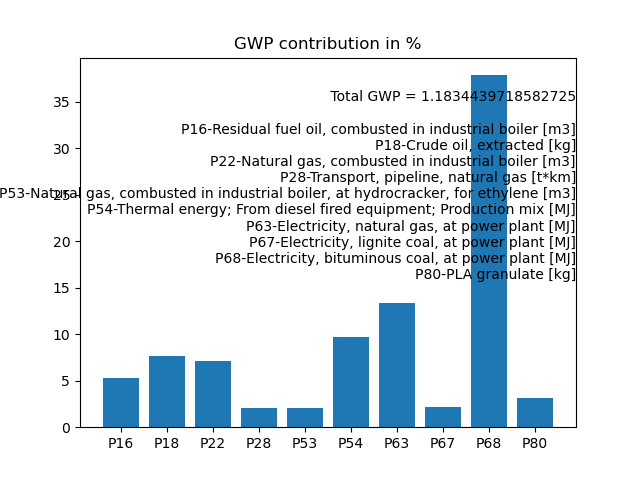 GWP contribution in %
Total GWP = 1.1834439718582725
P16-Residual fuel oil, combusted in industrial boiler [m3]
P18-Crude oil, extracted [kg]
P22-Natural gas, combusted in industrial boiler [m3]
P28-Transport, pipeline, natural gas [t*km]
P53-Natural gas, combusted in industrial boiler, at hydrocracker, for ethylene [m3]
P54-Thermal energy; From diesel fired equipment; Production mix [MJ]
P63-Electricity, natural gas, at power plant [MJ]
P67-Electricity, lignite coal, at power plant [MJ]
P68-Electricity, bituminous coal, at power plant [MJ]
P80-PLA granulate [kg]
35
30
25
20
15
10
5
0
P16 P18 P22 P28 P53 P54 P63 P67 P68 P80